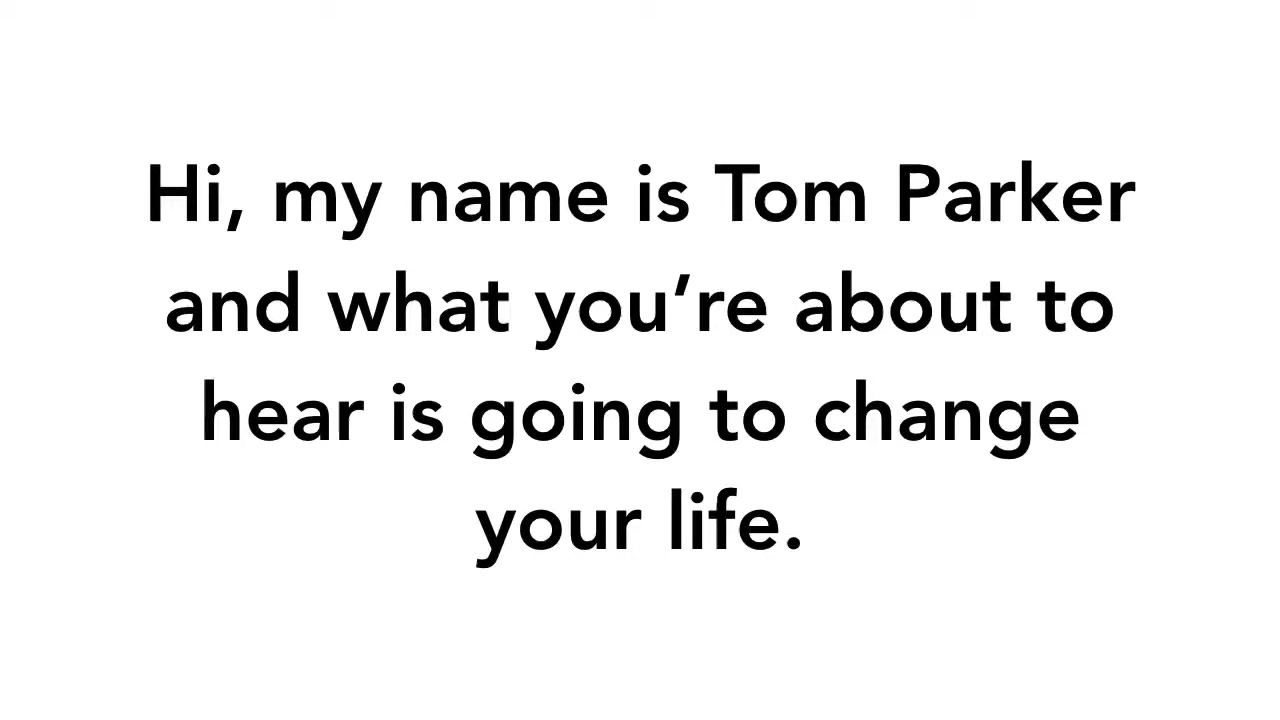 Hi, my name is Tom Parker
and what you’re about to
hear is going to change
your life.